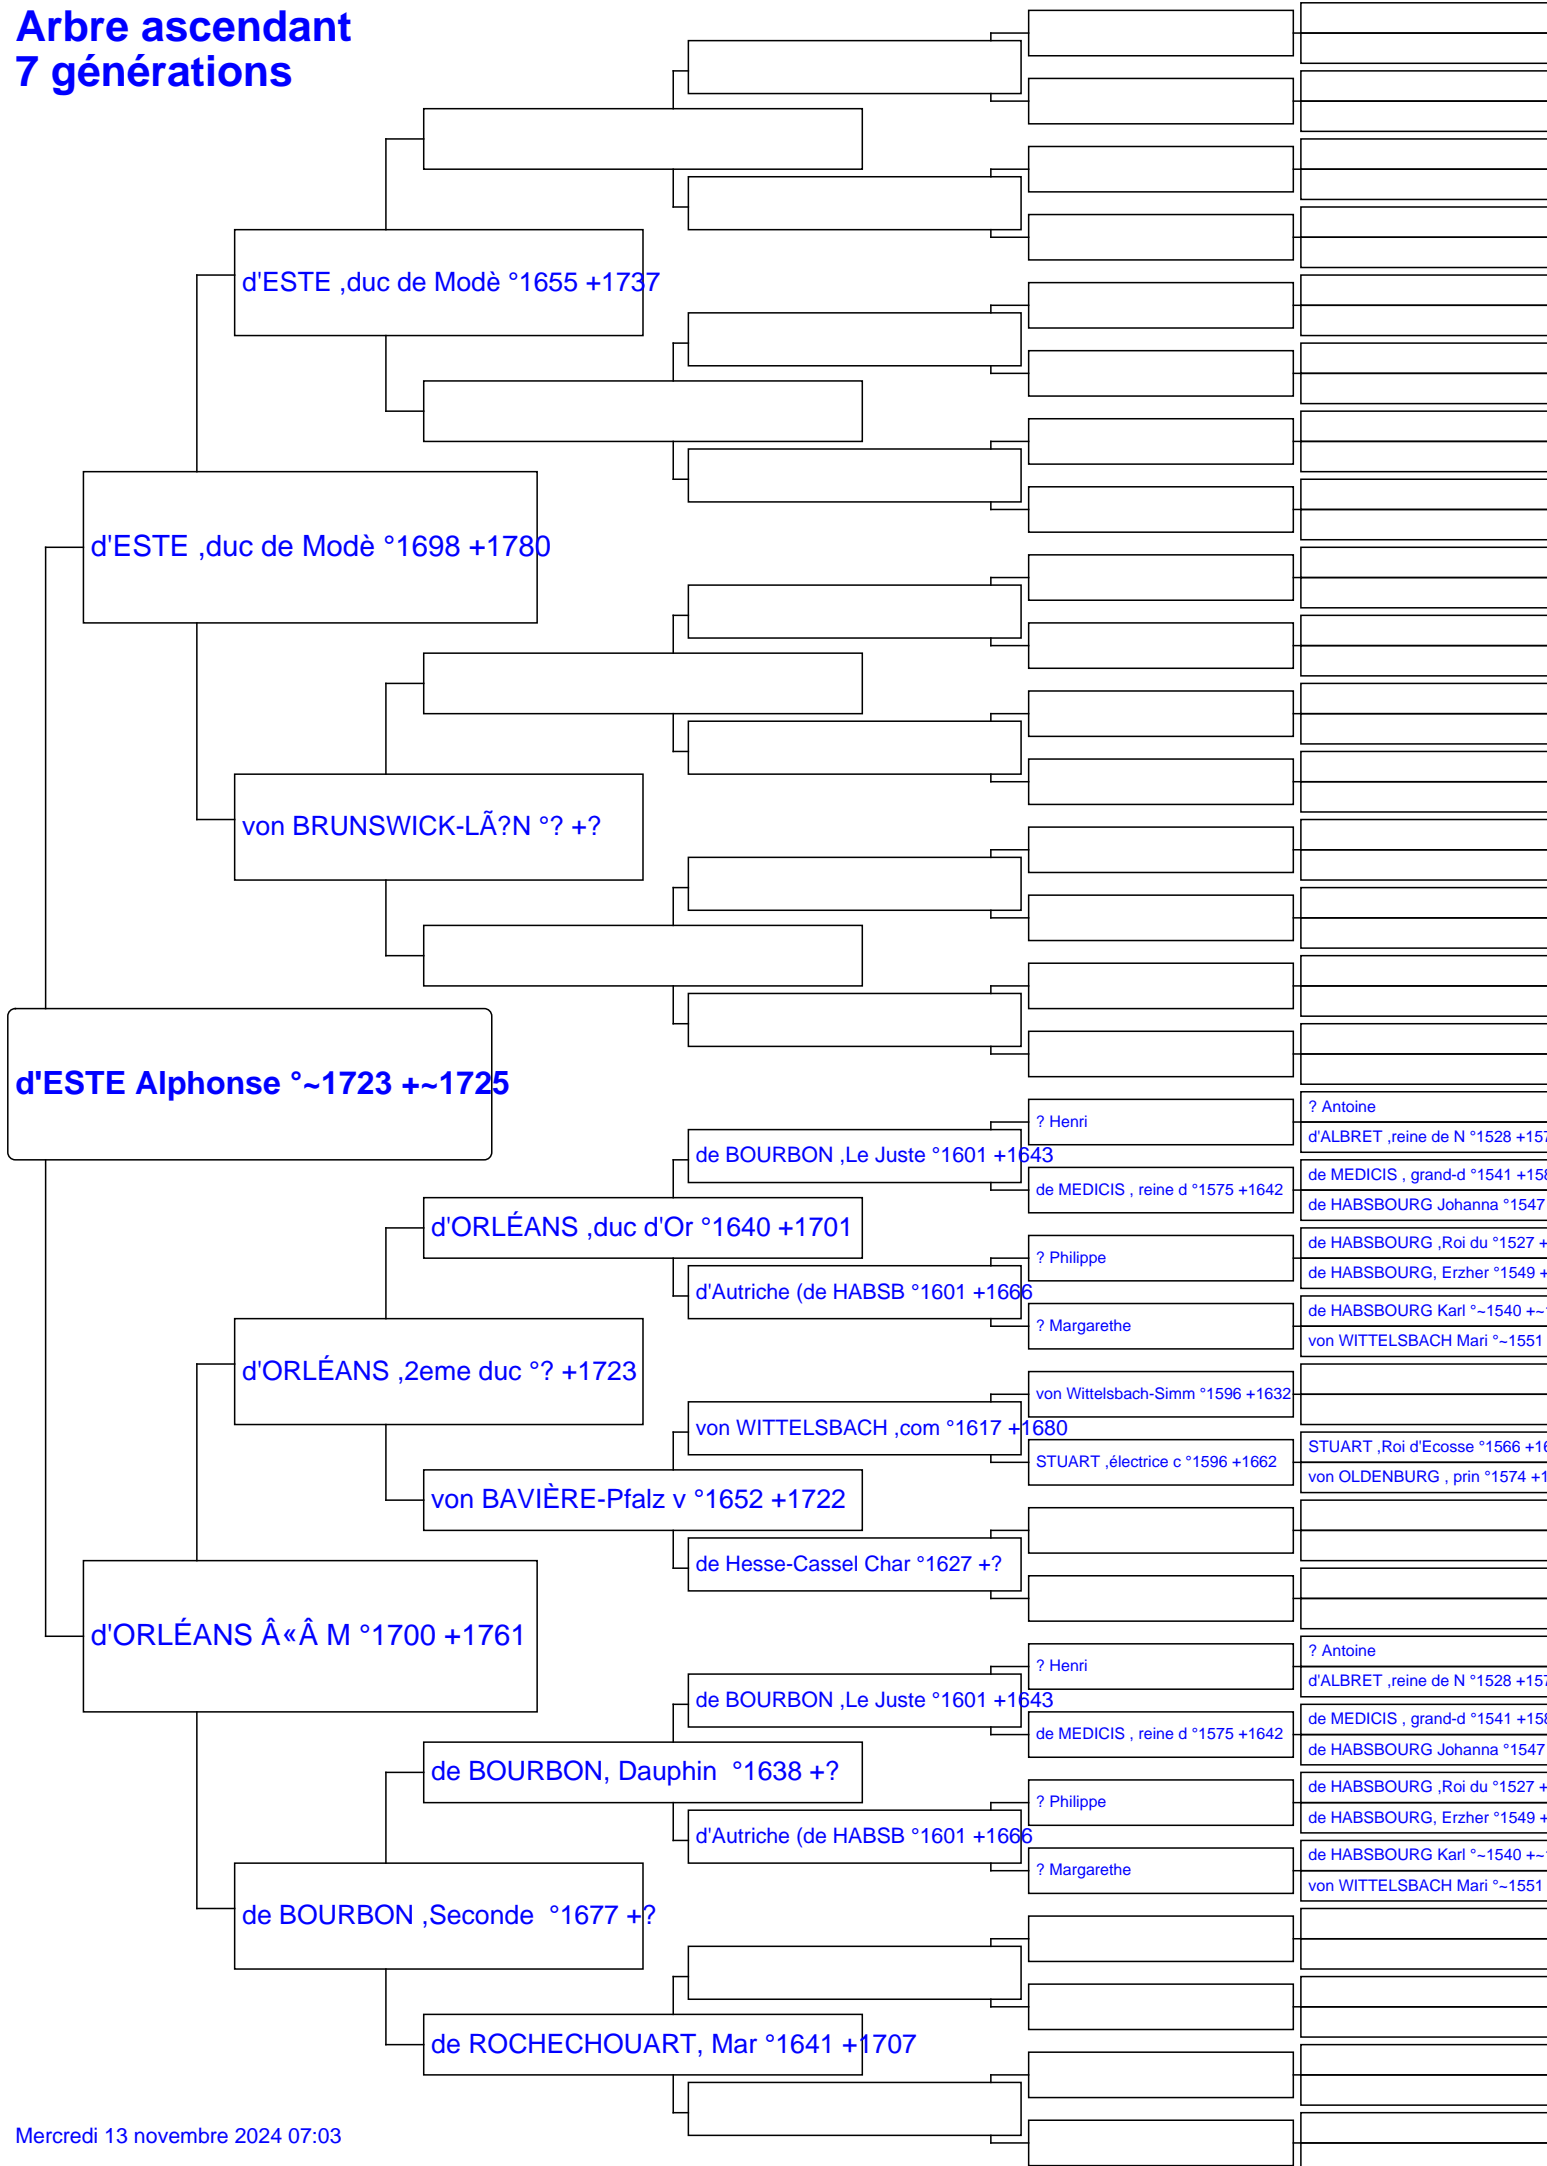 Arbre ascendant
7 générations
d'ESTE ,duc de Modè °1655 +1737
d'ESTE ,duc de Modè °1698 +1780
von BRUNSWICK-LÃ?N °? +?
d'ESTE Alphonse °~1723 +~1725
? Henri
? Antoine
d'ALBRET ,reine de N °1528 +157
de BOURBON ,Le Juste °1601 +1643
de MEDICIS , reine d °1575 +1642
de MEDICIS , grand-d °1541 +158
de HABSBOURG Johanna °1547
d'ORLÉANS ,duc d'Or °1640 +1701
? Philippe
de HABSBOURG ,Roi du °1527 +
de HABSBOURG, Erzher °1549 +
d'Autriche (de HABSB °1601 +1666
? Margarethe
de HABSBOURG Karl °~1540 +~1
von WITTELSBACH Mari °~1551
d'ORLÉANS ,2eme duc °? +1723
von Wittelsbach-Simm °1596 +1632
von WITTELSBACH ,com °1617 +1680
STUART ,électrice c °1596 +1662
STUART ,Roi d'Ecosse °1566 +16
von OLDENBURG , prin °1574 +1
von BAVIÈRE-Pfalz v °1652 +1722
de Hesse-Cassel Char °1627 +?
d'ORLÉANS Â«Â M °1700 +1761
? Henri
? Antoine
d'ALBRET ,reine de N °1528 +157
de BOURBON ,Le Juste °1601 +1643
de MEDICIS , reine d °1575 +1642
de MEDICIS , grand-d °1541 +158
de HABSBOURG Johanna °1547
de BOURBON, Dauphin  °1638 +?
? Philippe
de HABSBOURG ,Roi du °1527 +
de HABSBOURG, Erzher °1549 +
d'Autriche (de HABSB °1601 +1666
? Margarethe
de HABSBOURG Karl °~1540 +~
von WITTELSBACH Mari °~1551
de BOURBON ,Seconde  °1677 +?
de ROCHECHOUART, Mar °1641 +1707
Mercredi 13 novembre 2024 07:03